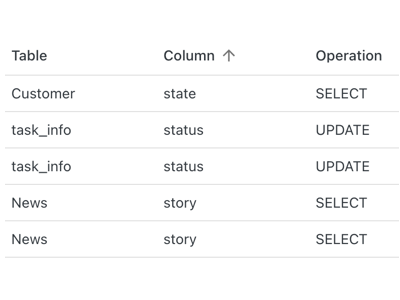 Table Column Operation
Customer state SELECT
task_info status UPDATE
task_info status UPDATE
News story SELECT
News story SELECT